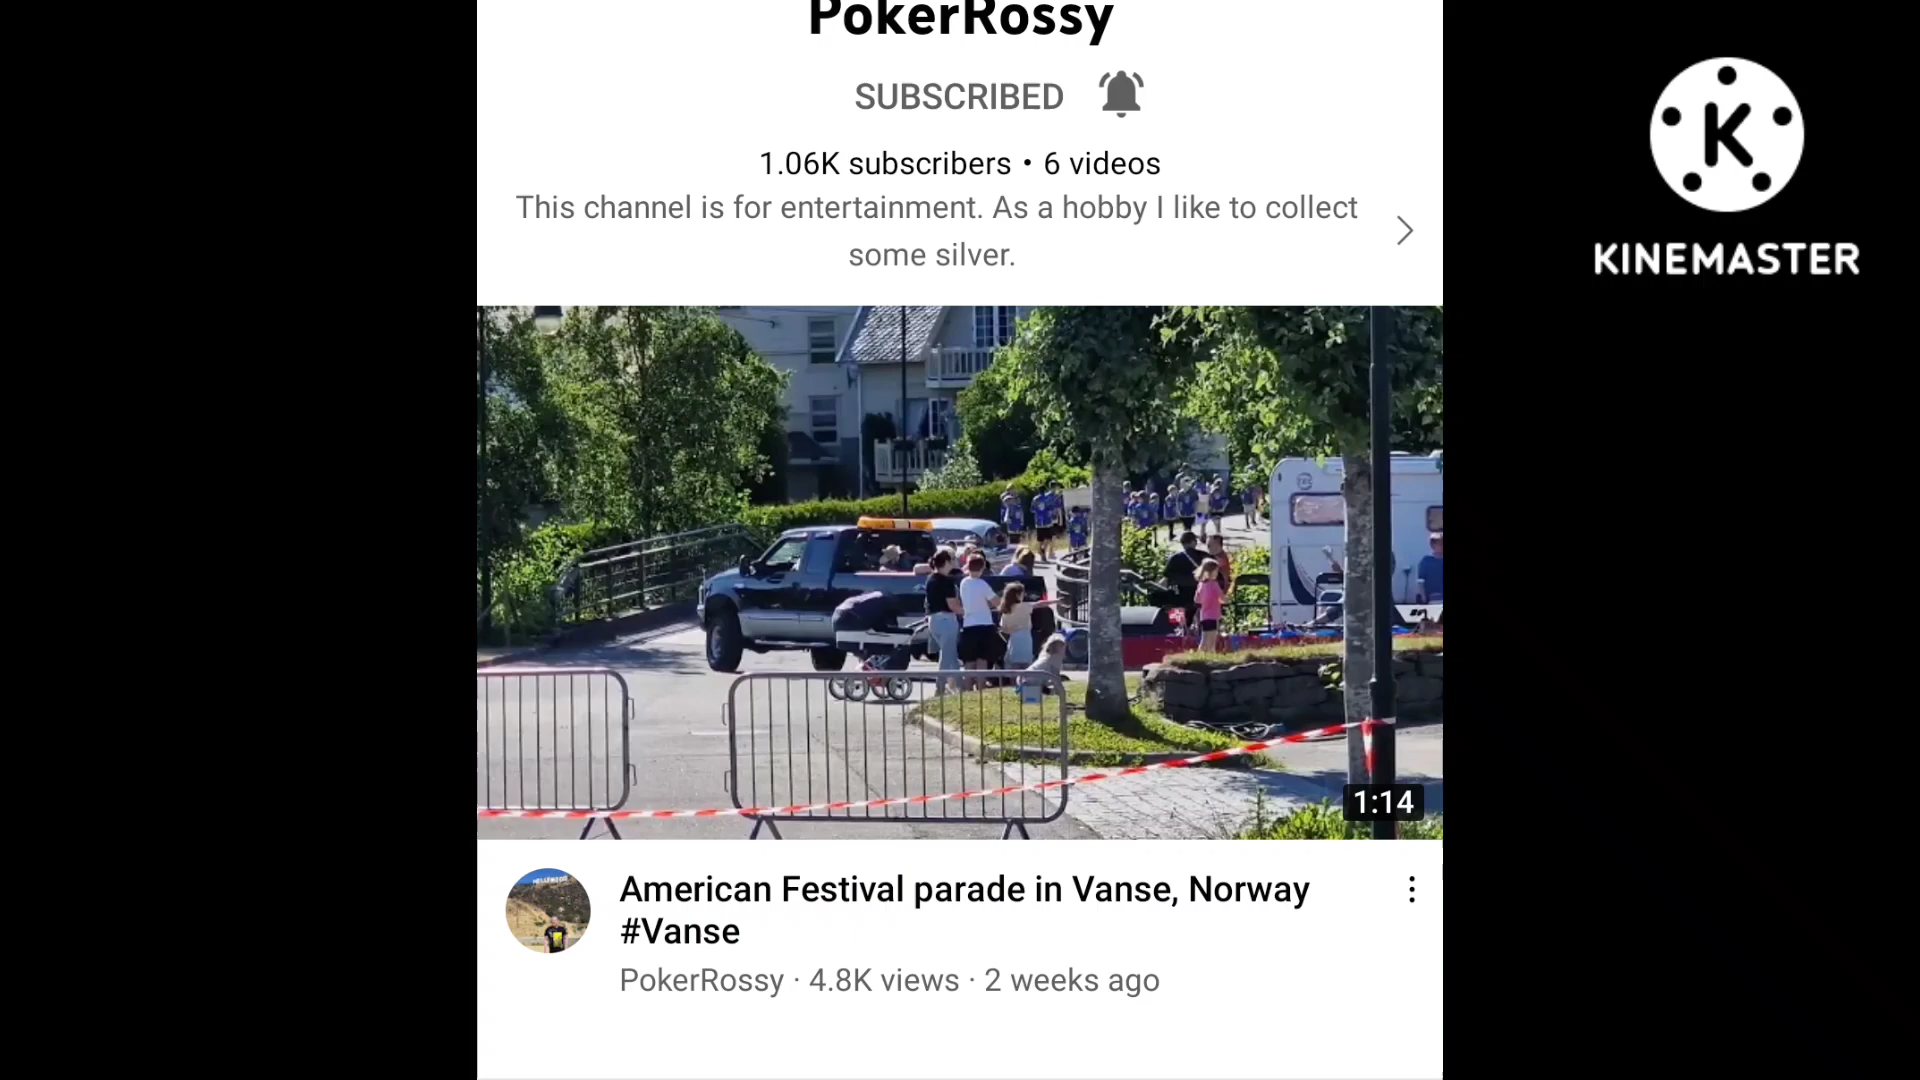 PokerRossy
SUBSCRIBED
1.06K subscribers • 6 videos
This channel is for entertainment. As a hobby I like to collect
some silver.
K
KINEMASTER
1:14
American Festival parade in Vanse, Norway
#Vanse
PokerRossy · 4.8K views · 2 weeks ago